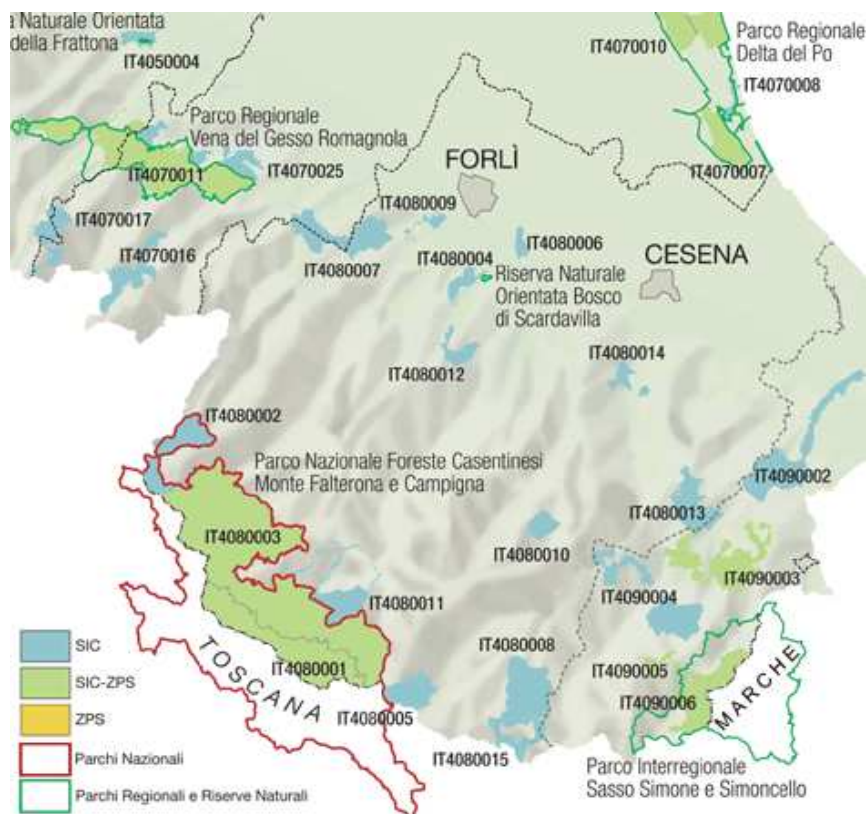 a Naturale Orientata
della Frattona
IT4050004
IT4070010
Parco Regionale
Delta del Po
IT4070008
Parco Regionale
Vena del Gesso Romagnola
IT4070011
IT4070025
FORLÌ
IT4070007
IT4070017
IT4070016
IT4080009
IT4080007
IT4080004
IT4080006
CESENA
Riserva Naturale
Orientata Bosco
di Scardavilla
IT4080012
IT4080014
IT4080002
Parco Nazionale Foreste Casentinesi
Monte Falterona e Campigna
IT4090002
IT4080013
IT4080003
IT4080010
IT4090003
IT4080011
IT4090004
SIC
SIC-ZPS
ZPS
Parchi Nazionali
Parchi Regionali e Riserve Naturali
TOSCANA
IT4080001
IT4080008
IT4090005
IT4090006
MARCHE
IT4080005
IT4080015
Parco Interregionale
Sasso Simone e Simoncello